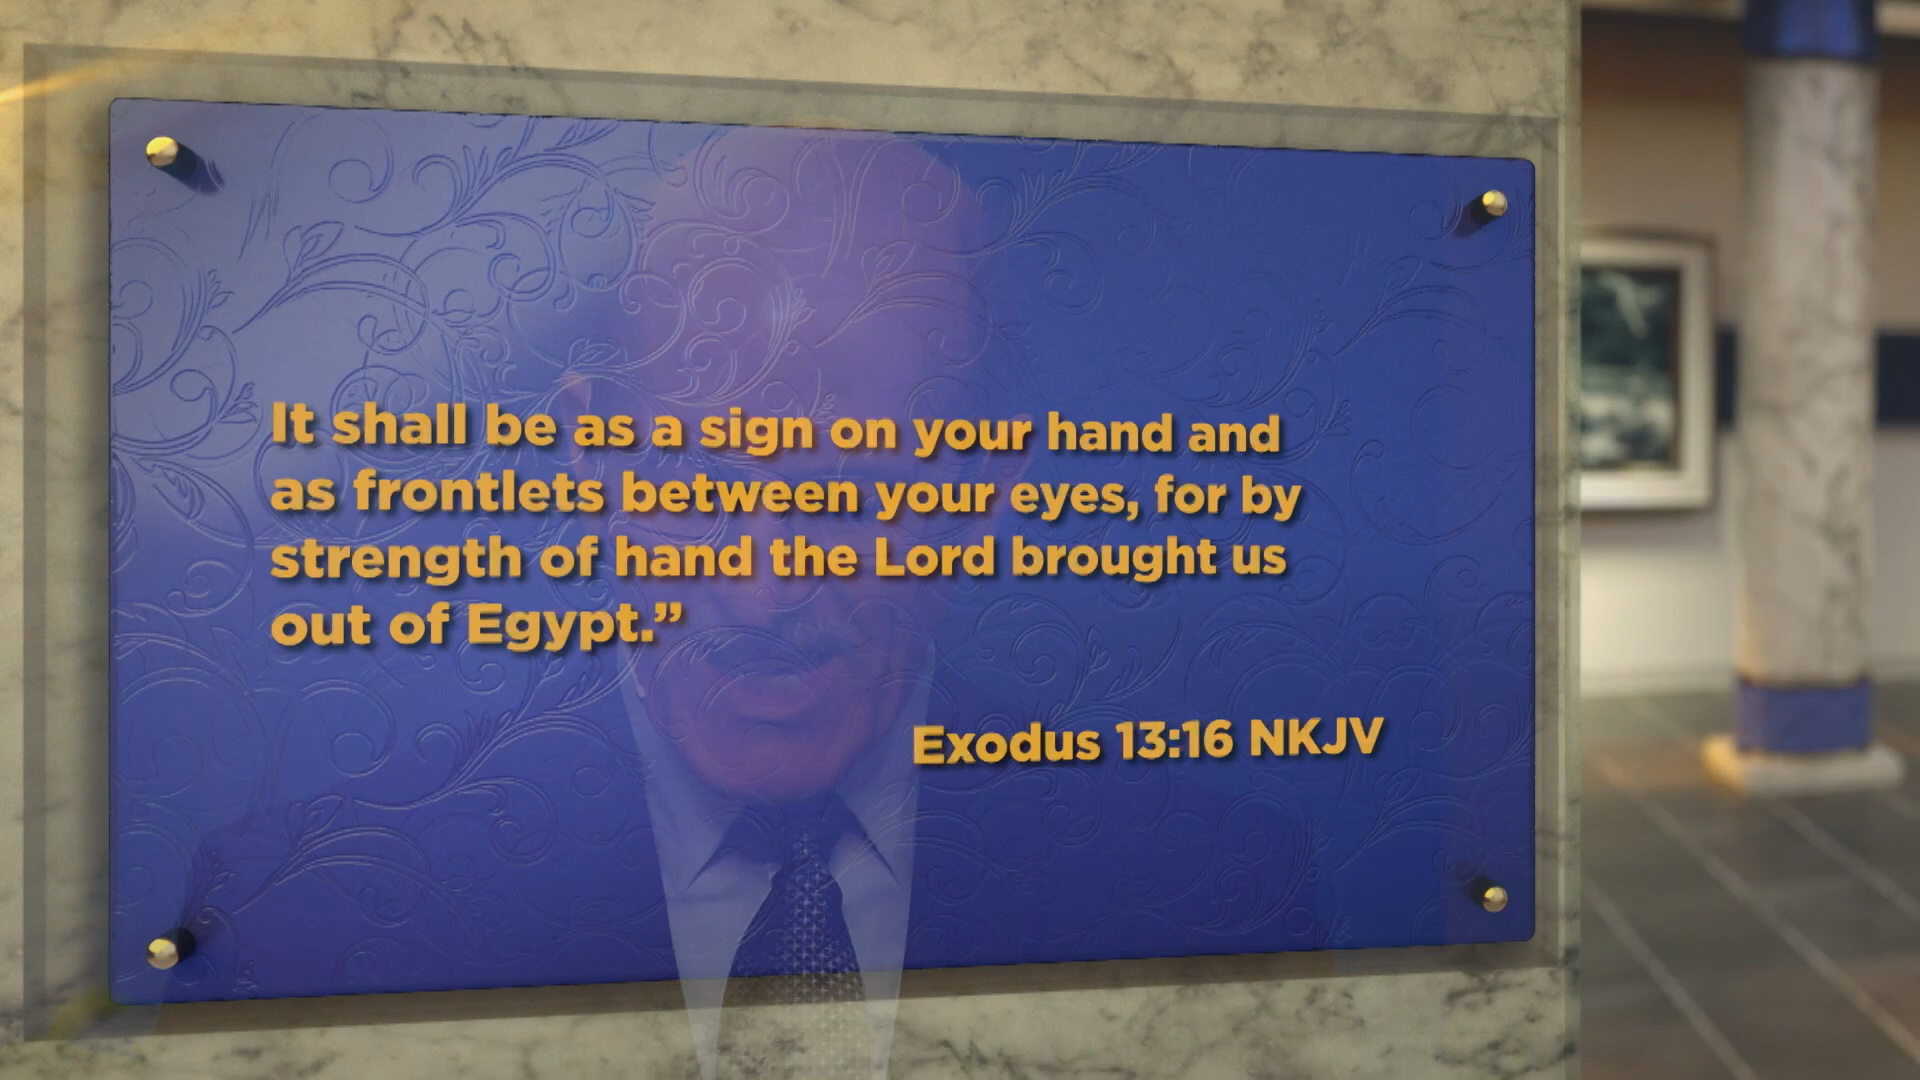 It shall be as a sign on your hand and
as frontlets between your eyes, for by
strength of hand the Lord brought us
out of Egypt.”
Exodus 13:16 NKJV